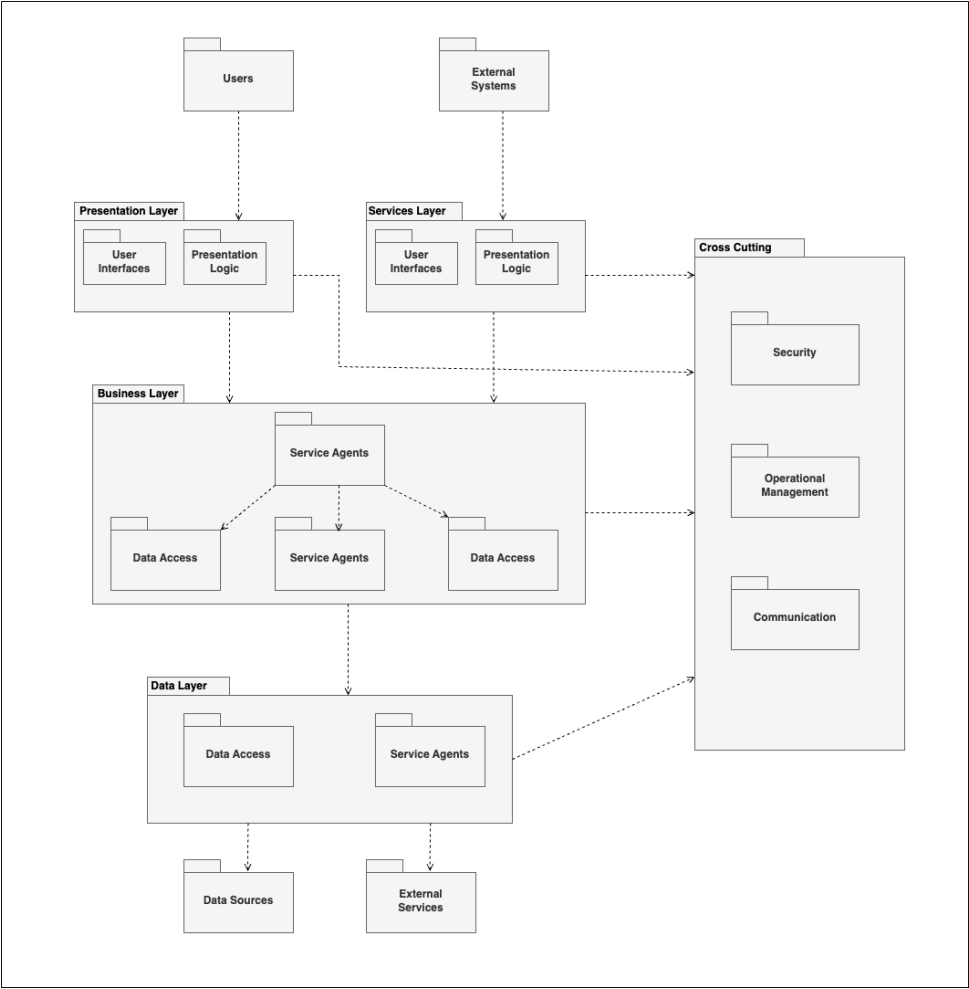 Users
External
Systems
Presentation Layer
User
Interfaces
Presentation
Logic
Services Layer
User
Interfaces
Presentation
Logic
Cross Cutting
Security
Operational
Management
Communication
Business Layer
Service Agents
Data Access
Service Agents
Data Access
Data Layer
Data Access
Service Agents
Data Sources
External
Services